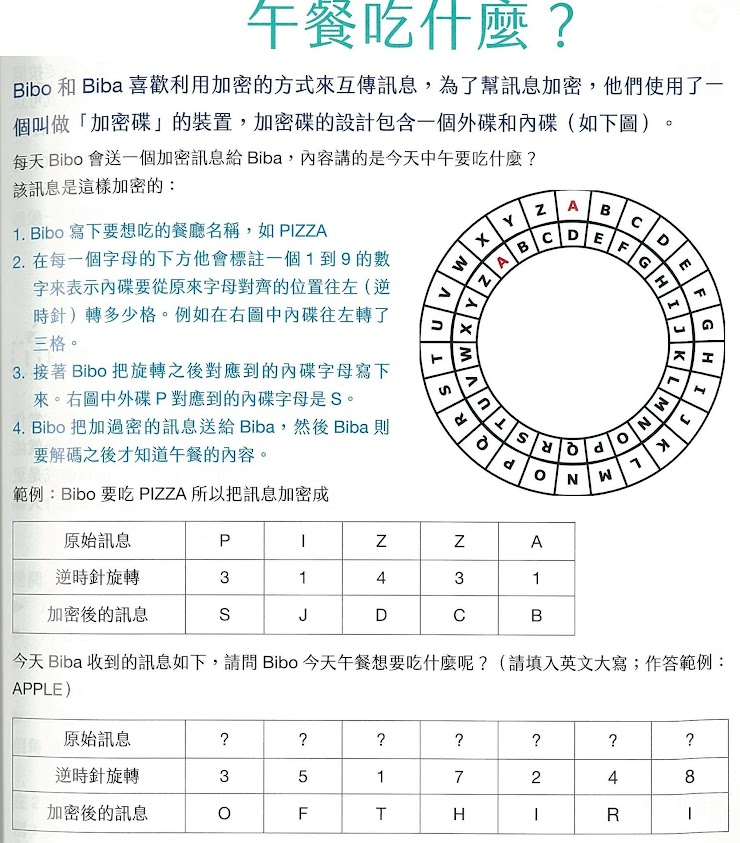 午餐吃什麼？
Bibo 和 Biba 喜歡利用加密的方式來互傳訊息，為了幫訊息加密，他們使用了一
個叫做「加密碟」的裝置，加密碟的設計包含一個外碟和內碟（如下圖）。
每天 Bibo 會送一個加密訊息給 Biba，內容講的是今天中午要吃什麼？
該訊息是這樣加密的：
1. Bibo 寫下要想吃的餐廳名稱，如 PIZZA
2. 在每一個字母的下方他會標註一個 1 到 9 的數
字來表示內碟要從原來字母對齊的位置往左（逆
時針）轉多少格。例如在右圖中內碟往左轉了
三格。
3. 接著 Bibo 把旋轉之後對應到的內碟字母寫下
來。右圖中外碟 P 對應到的內碟字母是 S。
4. Bibo 把加過密的訊息送給 Biba，然後 Biba 則
要解碼之後才知道午餐的內容。
A B C D E F G H I J K L M N O P Q R S T U V W X Y Z
A B C D E F G H I J K L M N O P Q R S T U V W X Y Z
範例：Bibo 要吃 PIZZA 所以把訊息加密成
原始訊息 P I Z Z A
逆時針旋轉 3 1 4 3 1
加密後的訊息 S J D C B
今天 Biba 收到的訊息如下，請問 Bibo 今天午餐想要吃什麼呢？（請填入英文大寫；作答範例：
APPLE）
原始訊息 ? ? ? ? ? ? ?
逆時針旋轉 3 5 1 7 2 4 8
加密後的訊息 O F T H I R I